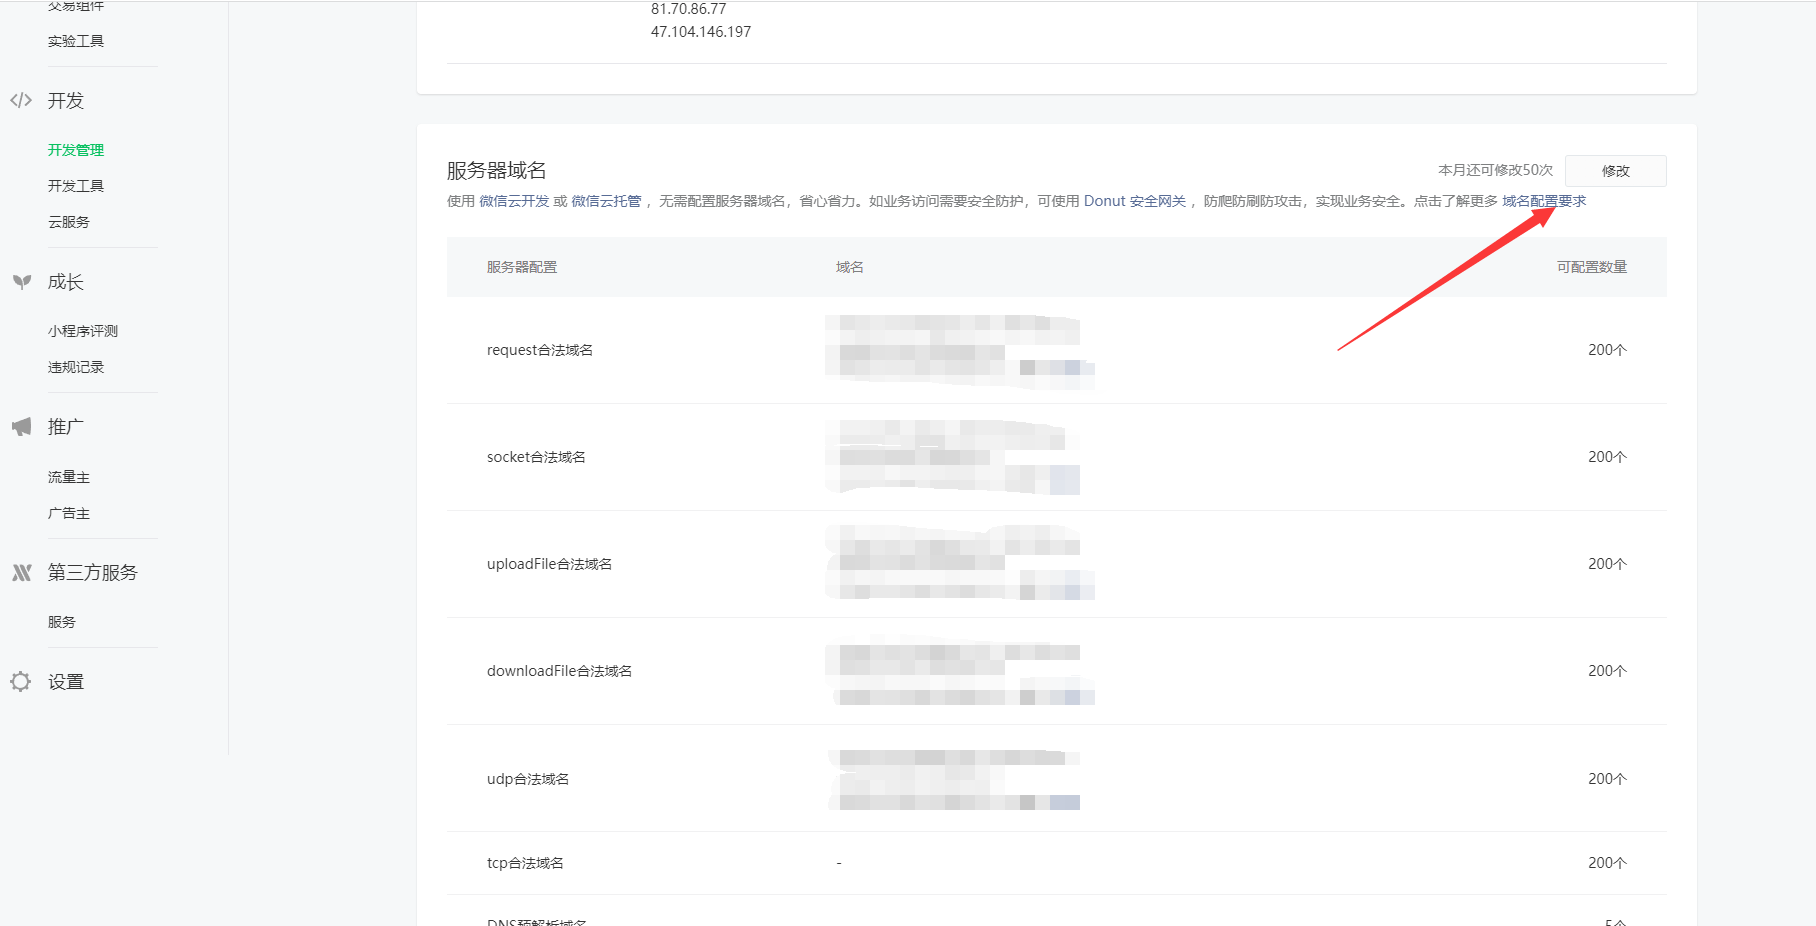 交易组件
实验工具
开发
开发管理
开发工具
云服务
成长
小程序评测
违规记录
推广
流量主
广告主
第三方服务
服务
设置
81.70.86.77
47.104.146.197
服务器域名
本月还可修改50次
修改
使用 微信云开发 或 微信云托管 ，无需配置服务器域名，省心省力。如业务访问需要安全防护，可使用 Donut 安全网关 ，防爬防刷防攻击，实现业务安全。点击了解更多 域名配置要求
服务器配置 域名 可配置数量
request合法域名 200个
socket合法域名 200个
uploadFile合法域名 200个
downloadFile合法域名 200个
udp合法域名 200个
tcp合法域名 - 200个
DNS预解析域名 5个